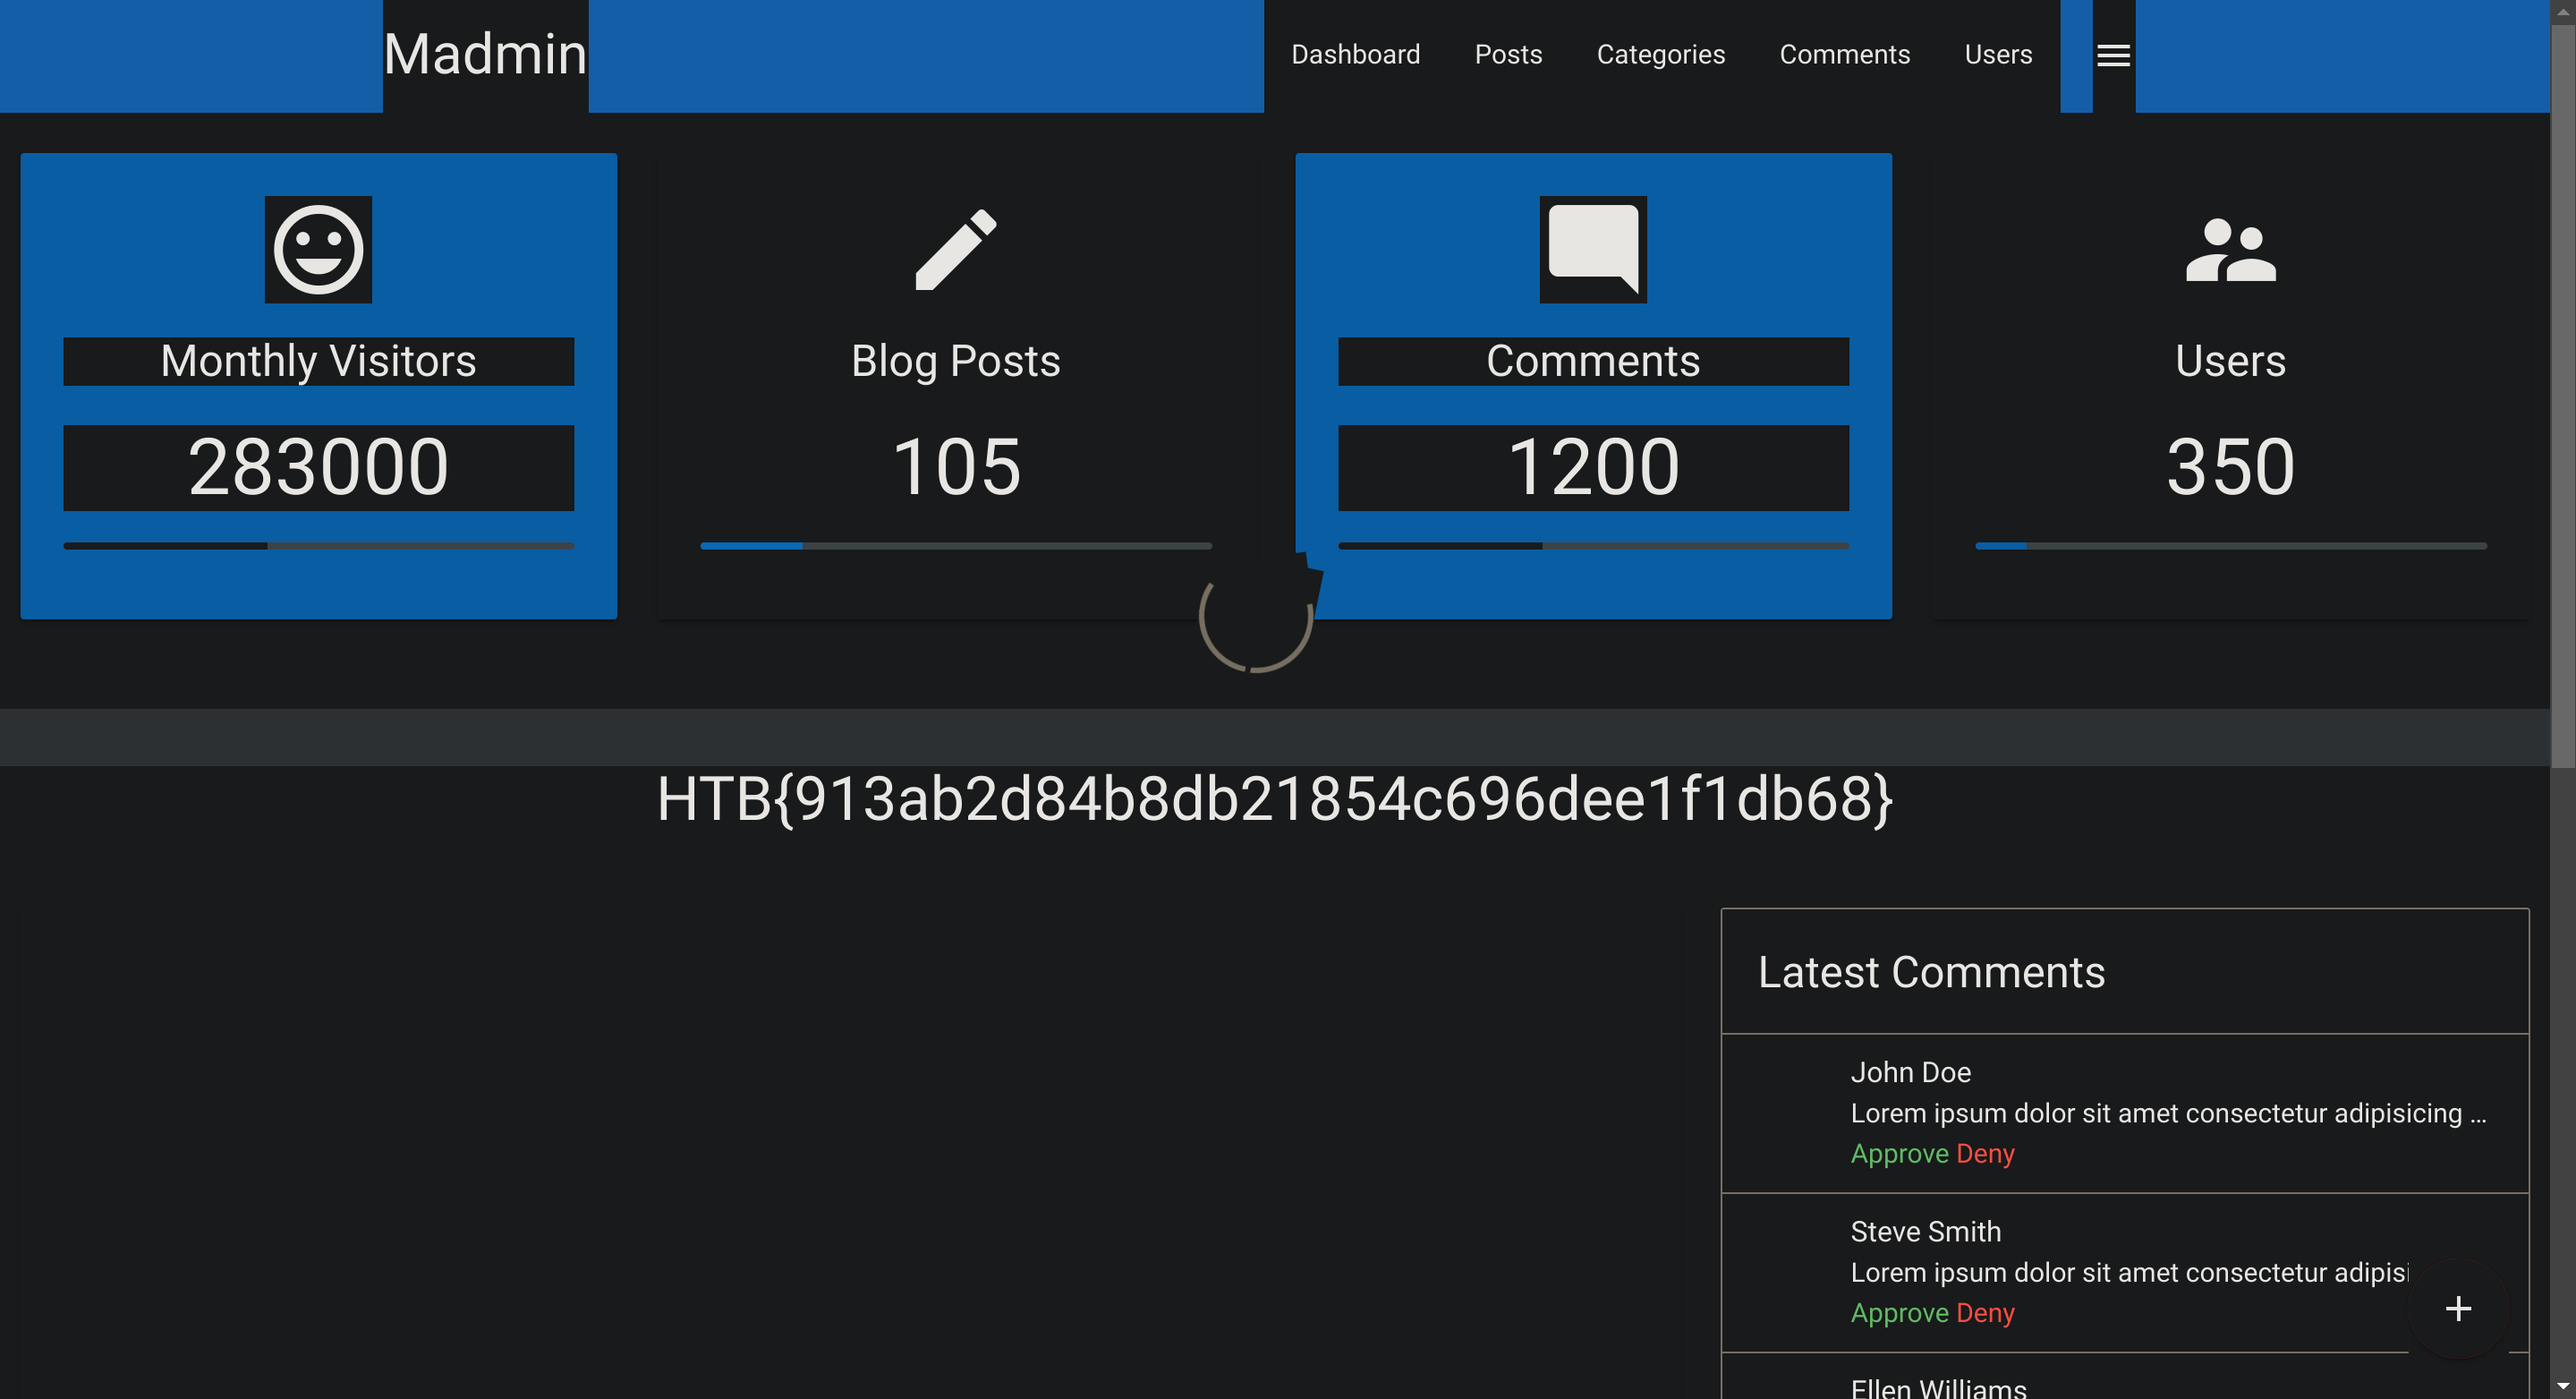 Madmin
Dashboard Posts Categories Comments Users
Monthly Visitors
283000
Blog Posts
105
Comments
1200
Users
350
HTB{913ab2d84b8db21854c696dee1f1db68}
Latest Comments
John Doe
Lorem ipsum dolor sit amet consectetur adipisicing ...
Approve Deny
Steve Smith
Lorem ipsum dolor sit amet consectetur adipisi
Approve Deny
Ellen Williams